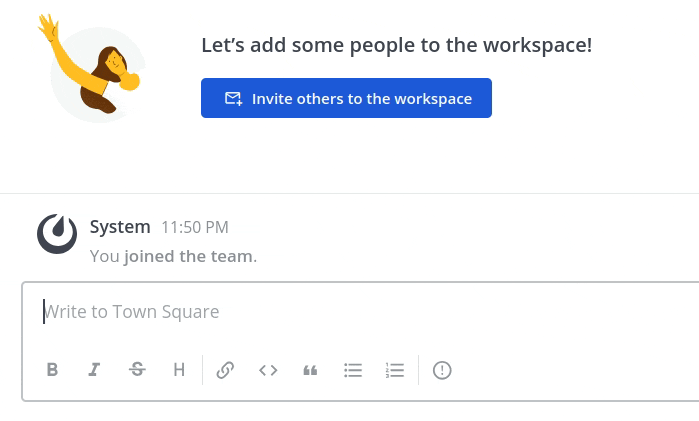 Let’s add some people to the workspace!
Invite others to the workspace
System 11:50 PM
You joined the team.
Write to Town Square
B I S H